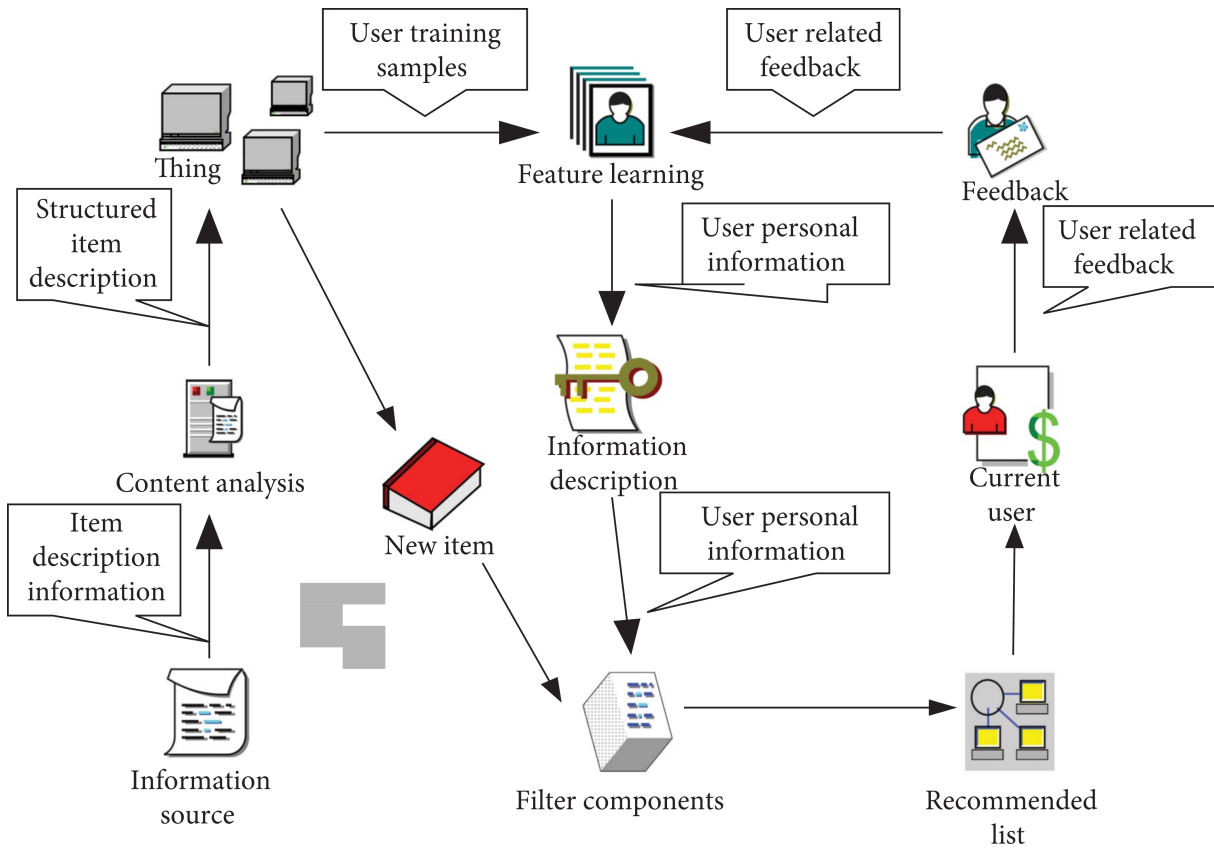 User training
samples
User related
feedback
Thing
Feature learning
Feedback
Structured
item
description
User personal
information
User related
feedback
Content analysis
Information
description
Current
user
Item
description
information
New item
User personal
information
Information
source
Filter components
Recommended
list